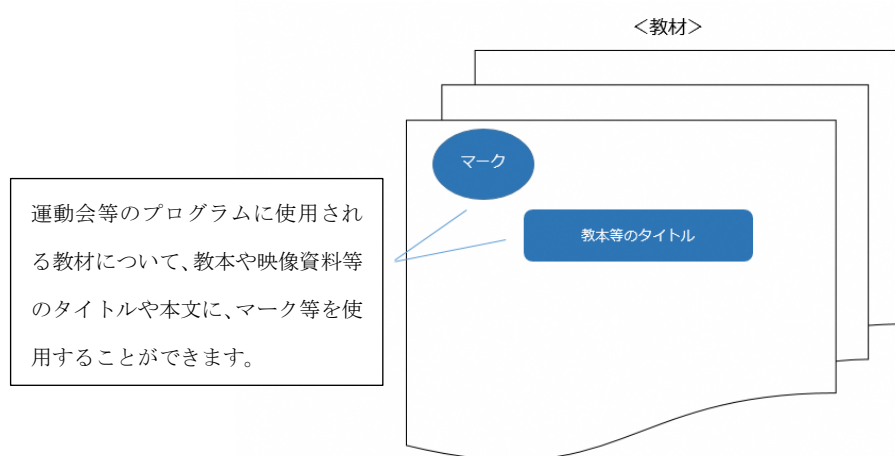 ＜教材＞
マーク
教本等のタイトル
運動会等のプログラムに使用され
る教材について、教本や映像資料等
のタイトルや本文に、マーク等を使
用することができます。